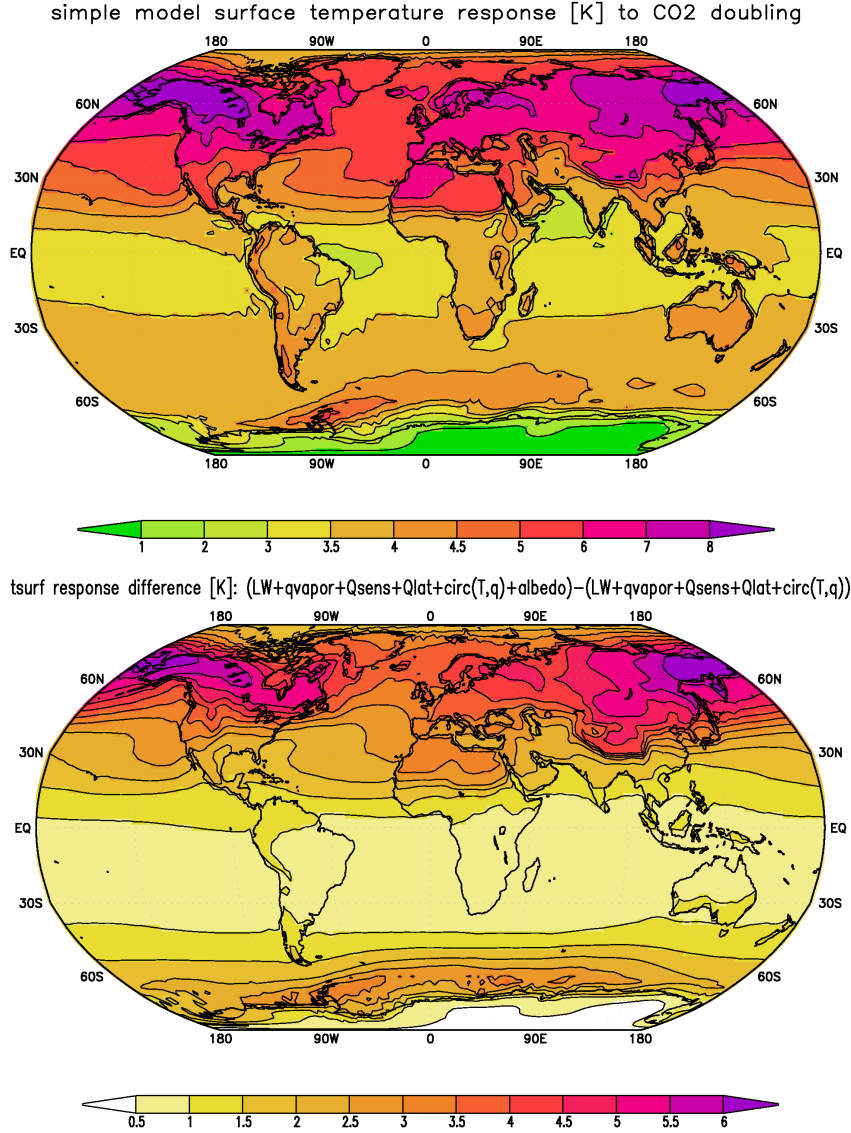 simple model surface temperature response [K] to CO2 doubling
180 90W 0 90E 180
60N 60N
30N 30N
EQ EQ
30S 30S
60S 60S
180 90W 0 90E 180
1 2 3 3.5 4 4.5 5 6 7 8
tsurf response difference [K]: (LW+qvapor+Qsens+Qlat+circ(T,q)+albedo)-(LW+qvapor+Qsens+Qlat+circ(T,q))
180 90W 0 90E 180
60N 60N
30N 30N
EQ EQ
30S 30S
60S 60S
180 90W 0 90E 180
0.5 1 1.5 2 2.5 3 3.5 4 4.5 5 5.5 6